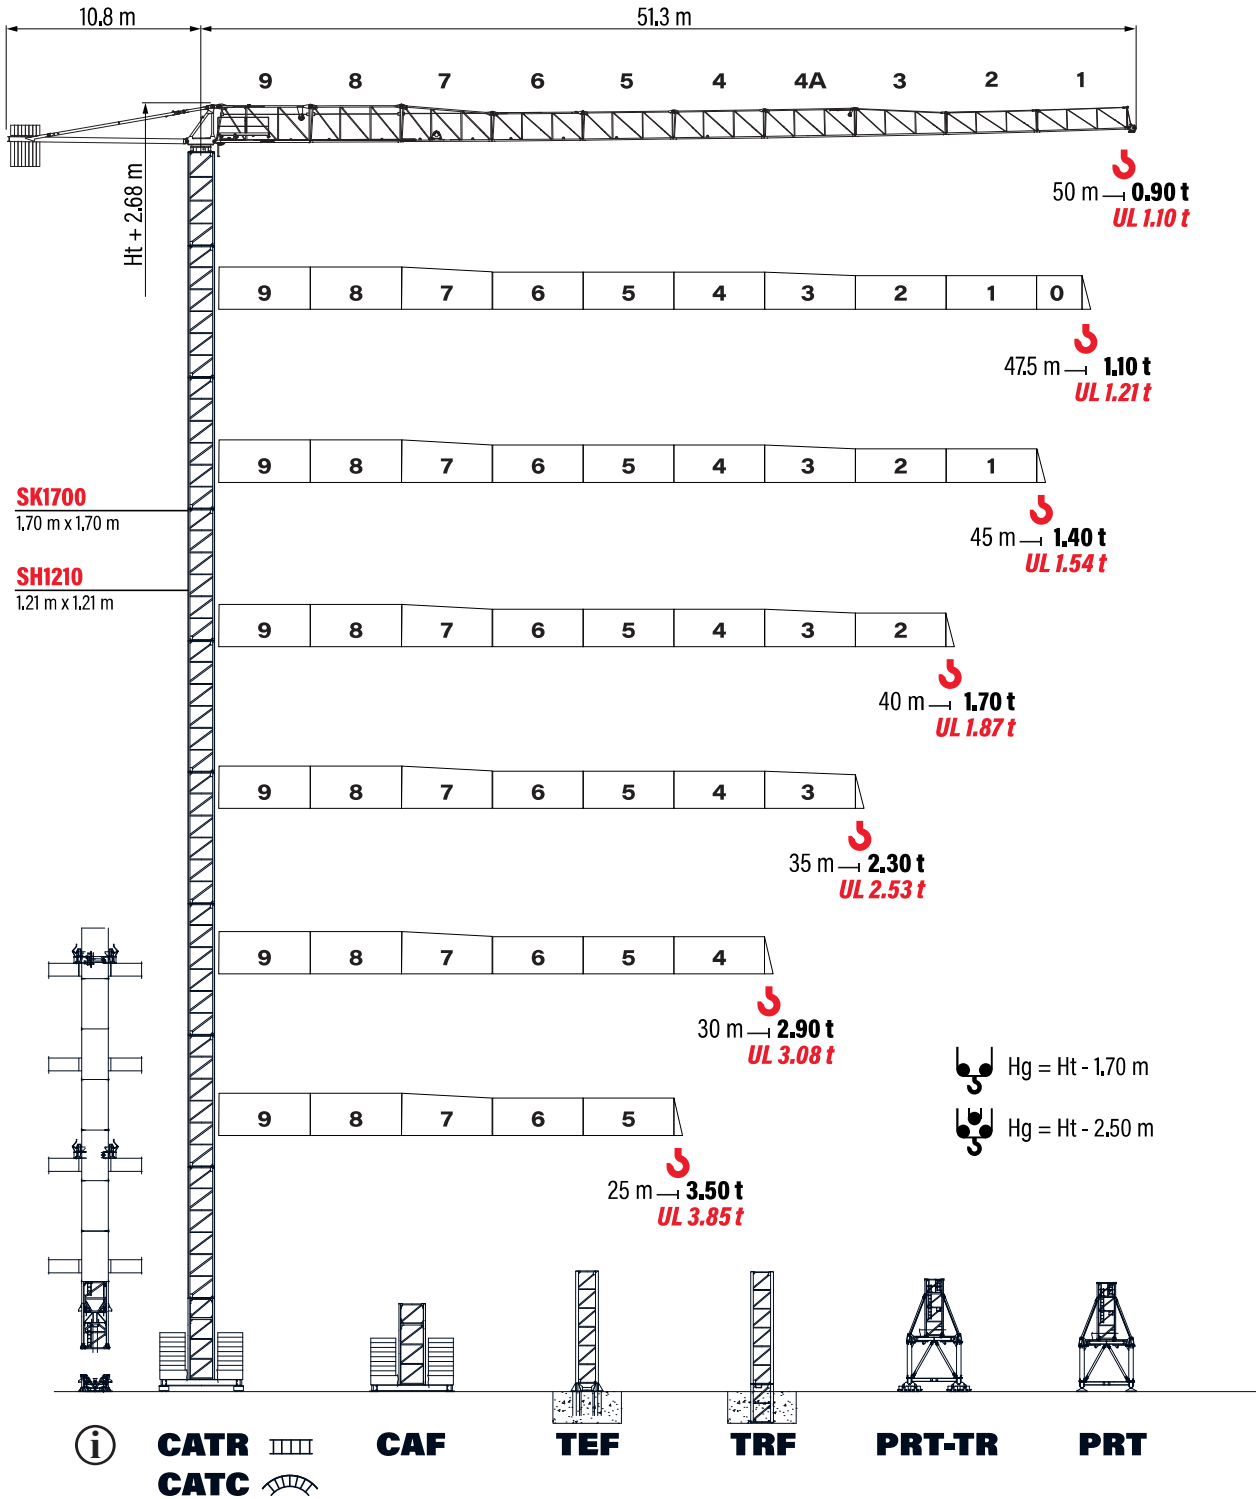 10.8 m
51.3 m
9 8 7 6 5 4 4A 3 2 1
Ht + 2.68 m
50 m 0.90 t
UL 1.10 t
9 8 7 6 5 4 3 2 1 0
47.5 m 1.10 t
UL 1.21 t
9 8 7 6 5 4 3 2 1
SK1700
1.70 m x 1.70 m
45 m 1.40 t
UL 1.54 t
SH1210
1.21 m x 1.21 m
9 8 7 6 5 4 3 2
40 m 1.70 t
UL 1.87 t
9 8 7 6 5 4 3
35 m 2.30 t
UL 2.53 t
9 8 7 6 5 4
30 m 2.90 t
UL 3.08 t
Hg = Ht - 1.70 m
9 8 7 6 5
Hg = Ht - 2.50 m
25 m 3.50 t
UL 3.85 t
i
CATR CAF TEF TRF PRT-TR PRT
CATC